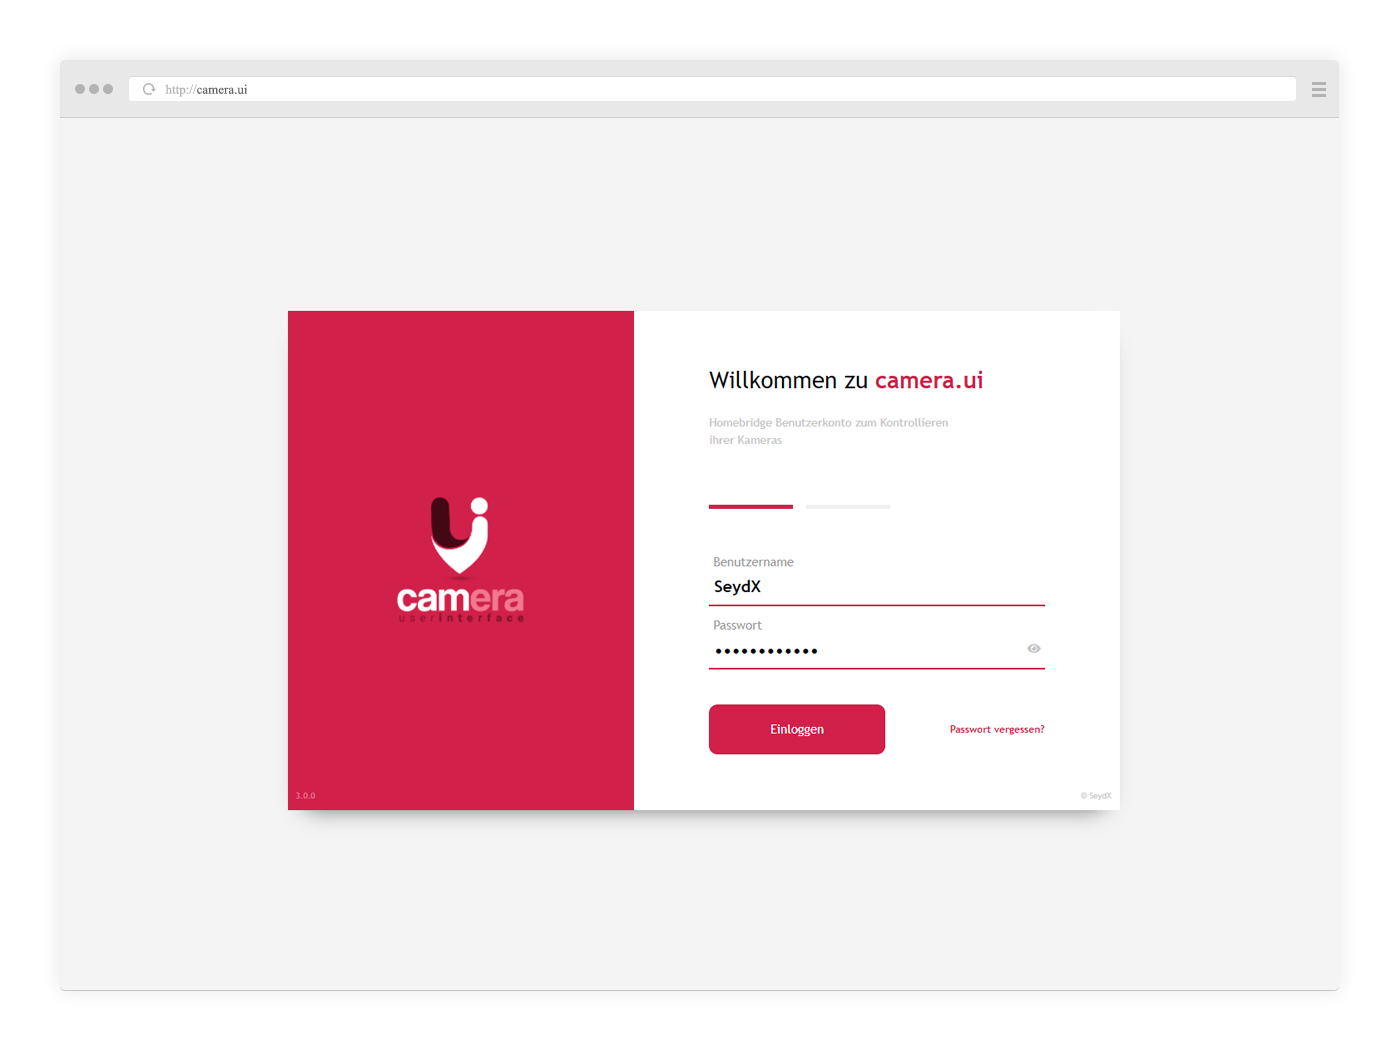 http://camera.ui
Willkommen zu camera.ui
Homebridge Benutzerkonto zum Kontrollieren
ihrer Kameras
camera
userinterface
Benutzername
SeydX
Passwort
••••••••••••
Einloggen
Passwort vergessen?
3.0.0
© SeydX